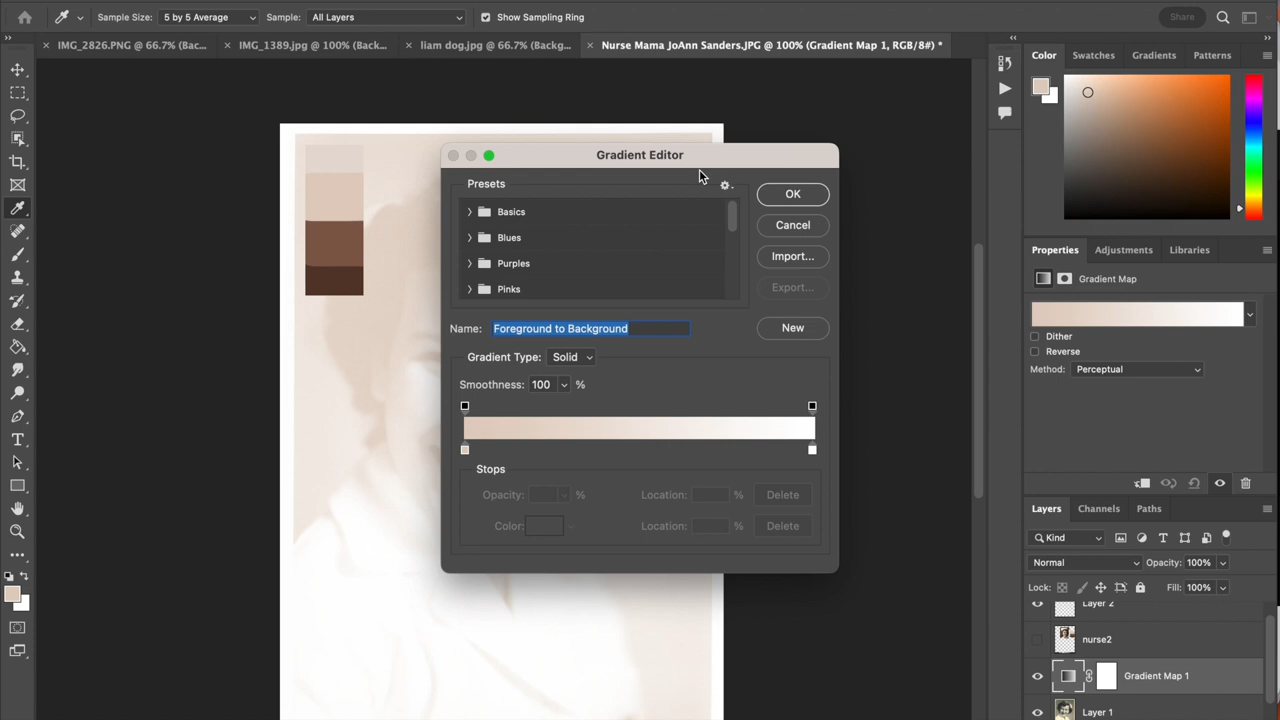 Sample Size: 5 by 5 Average Sample: All Layers Show Sampling Ring Share
IMG_2826.PNG @ 66.7% (Bac... IMG_1389.jpg @ 100% (Back... liam dog.jpg @ 66.7% (Backg... Nurse Mama JoAnn Sanders.JPG @ 100% (Gradient Map 1, RGB/8#) *
Color Swatches Gradients Patterns
Gradient Editor
Presets
Basics
Blues
Purples
Pinks
OK
Cancel
Import...
Export...
Name: Foreground to Background
New
Gradient Type: Solid
Smoothness: 100 %
Stops
Opacity: % Location: % Delete
Color: Location: % Delete
Properties Adjustments Libraries
Gradient Map
Dither
Reverse
Method: Perceptual
Layers Channels Paths
Kind
Normal Opacity: 100%
Lock: Fill: 100%
Layer 2
nurse2
Gradient Map 1
Layer 1